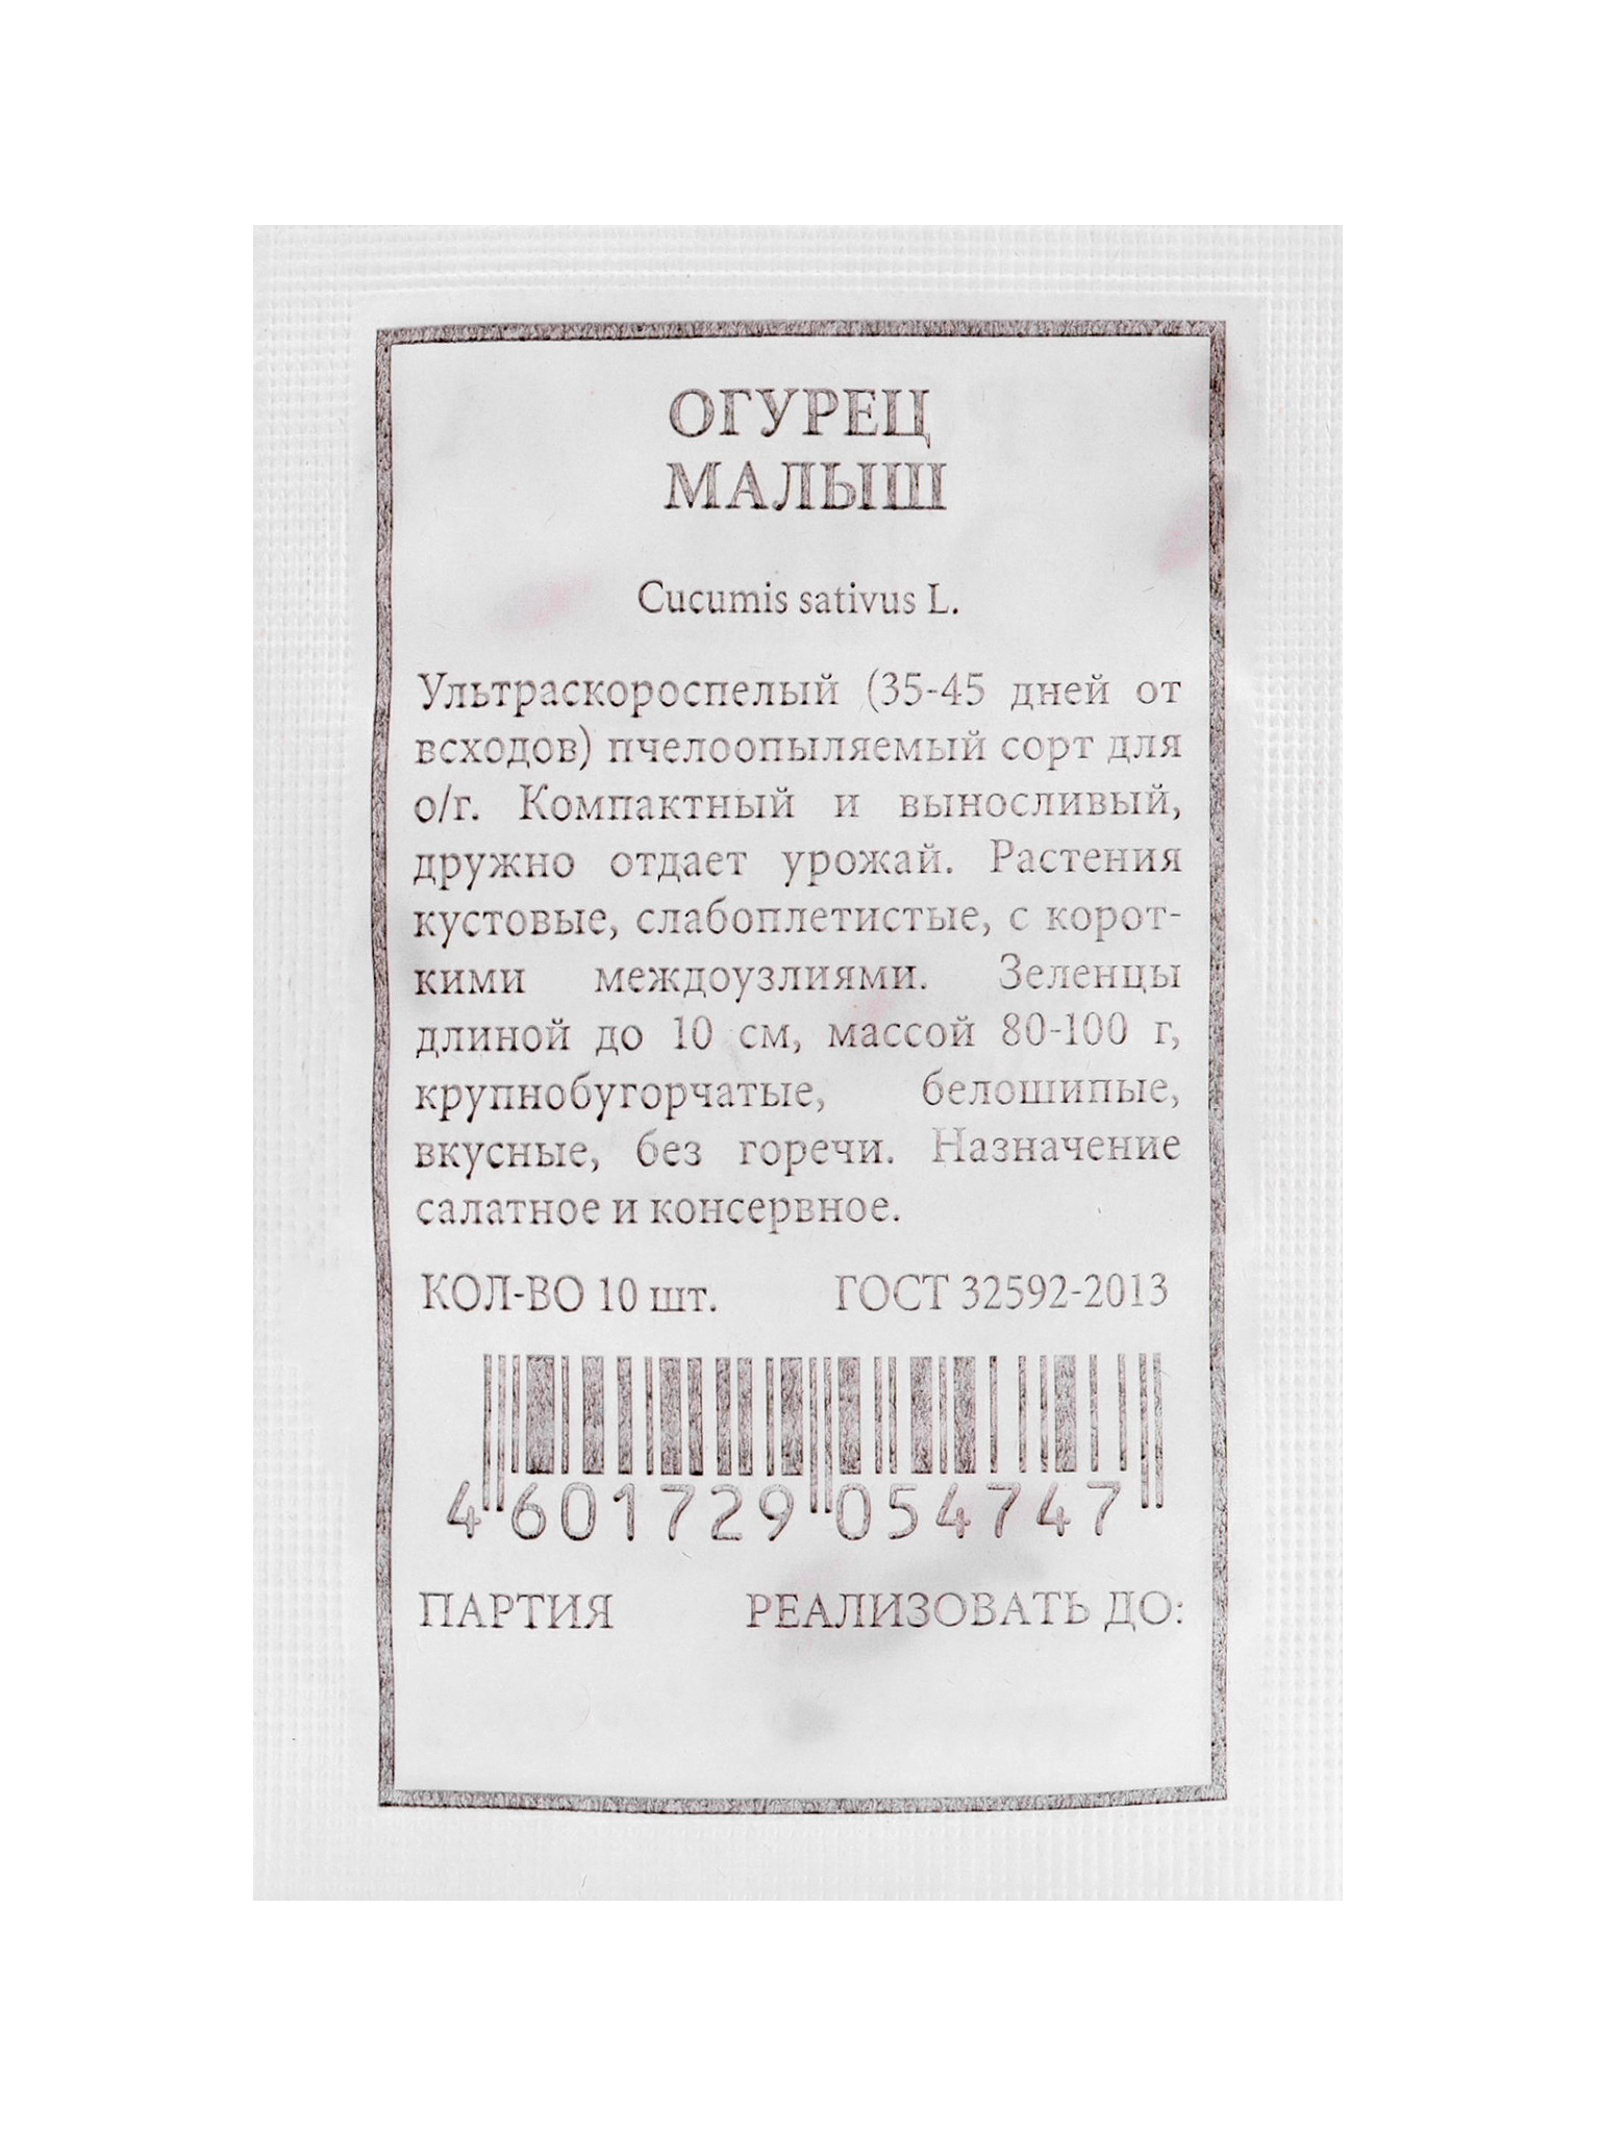 ОГУРЕЦ
МАЛЫШ
Cucumis sativus L.
Ультраскороспелый (35-45 дней от
всходов) пчелоопыляемый сорт для
о/г. Компактный и выносливый,
дружно отдает урожай. Растения
кустовые, слабоплетистые, с корот-
кими междоузлиями. Зеленцы
длиной до 10 см, массой 80-100 г,
крупнобугорчатые, белошипые,
вкусные, без горечи. Назначение
салатное и консервное.
КОЛ-ВО 10 шт. ГОСТ 32592-2013
4 601729 054747
ПАРТИЯ РЕАЛИЗОВАТЬ ДО: